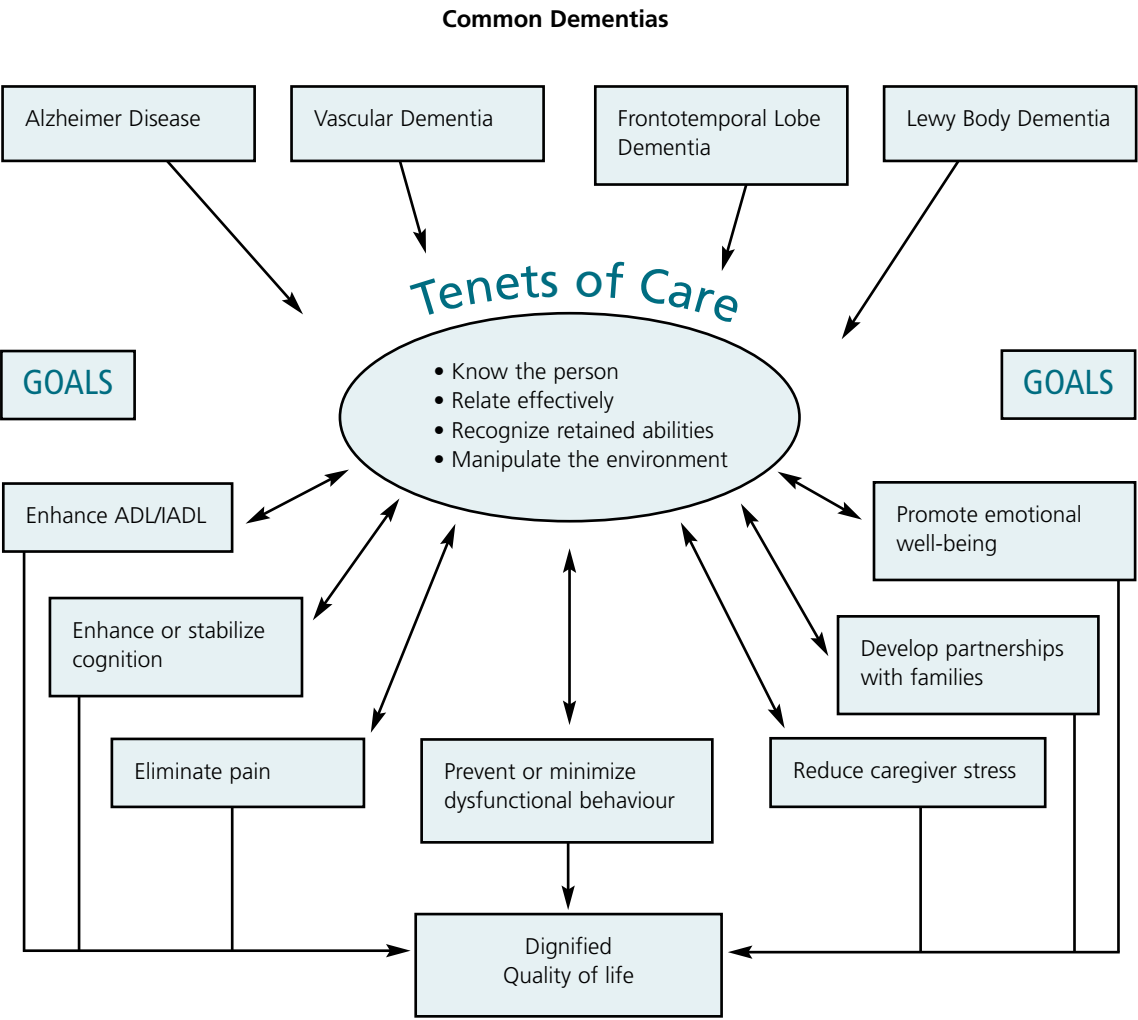 Common Dementias
Alzheimer Disease
Vascular Dementia
Frontotemporal Lobe
Dementia
Lewy Body Dementia
Tenets of Care
• Know the person
• Relate effectively
• Recognize retained abilities
• Manipulate the environment
GOALS
GOALS
Enhance ADL/IADL
Promote emotional
well-being
Enhance or stabilize
cognition
Develop partnerships
with families
Eliminate pain
Prevent or minimize
dysfunctional behaviour
Reduce caregiver stress
Dignified
Quality of life